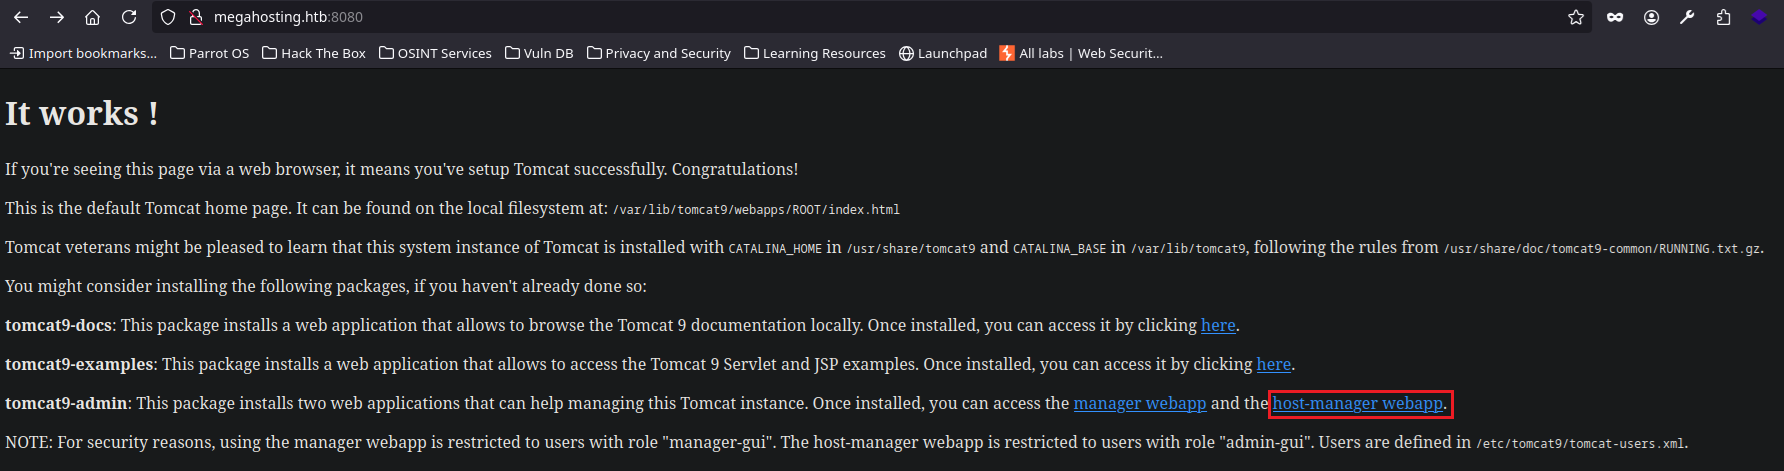 megahosting.htb:8080
Import bookmarks... Parrot OS Hack The Box OSINT Services Vuln DB Privacy and Security Learning Resources Launchpad All labs | Web Securit...
It works !
If you're seeing this page via a web browser, it means you've setup Tomcat successfully. Congratulations!
This is the default Tomcat home page. It can be found on the local filesystem at: /var/lib/tomcat9/webapps/ROOT/index.html
Tomcat veterans might be pleased to learn that this system instance of Tomcat is installed with CATALINA_HOME in /usr/share/tomcat9 and CATALINA_BASE in /var/lib/tomcat9, following the rules from /usr/share/doc/tomcat9-common/RUNNING.txt.gz.
You might consider installing the following packages, if you haven't already done so:
tomcat9-docs: This package installs a web application that allows to browse the Tomcat 9 documentation locally. Once installed, you can access it by clicking here.
tomcat9-examples: This package installs a web application that allows to access the Tomcat 9 Servlet and JSP examples. Once installed, you can access it by clicking here.
tomcat9-admin: This package installs two web applications that can help managing this Tomcat instance. Once installed, you can access the manager webapp and the host-manager webapp.
NOTE: For security reasons, using the manager webapp is restricted to users with role "manager-gui". The host-manager webapp is restricted to users with role "admin-gui". Users are defined in /etc/tomcat9/tomcat-users.xml.